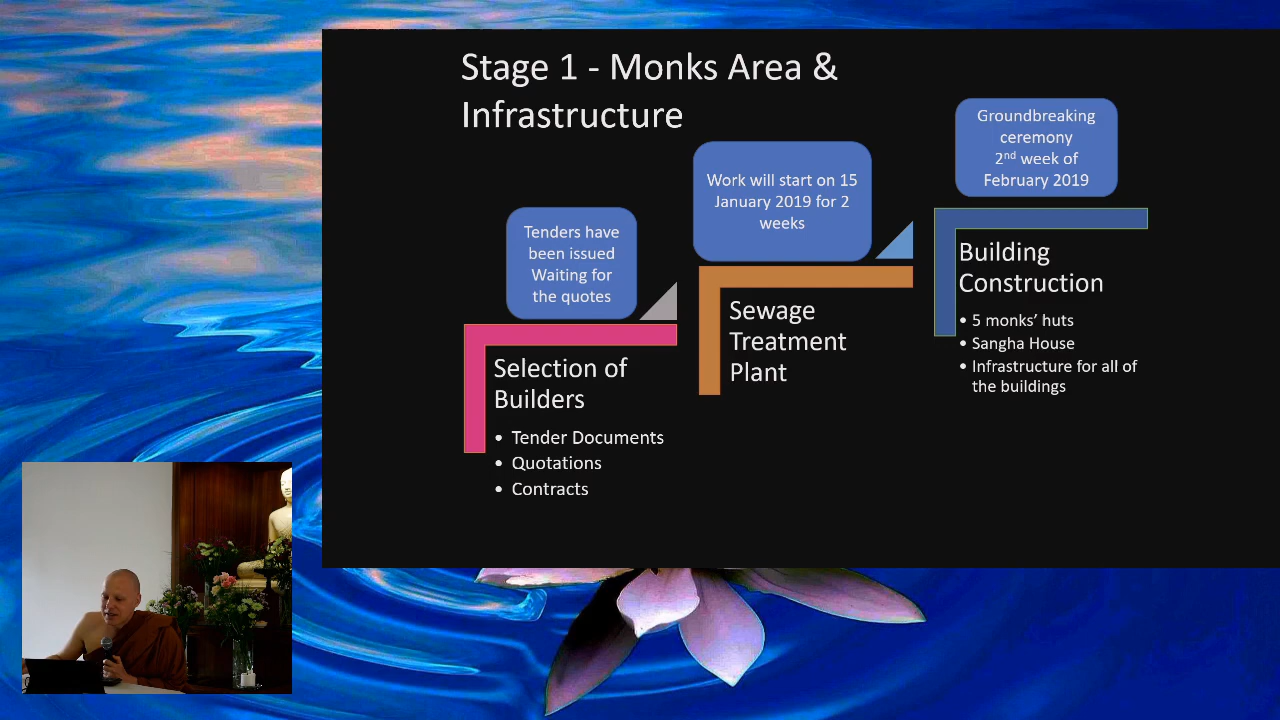 Stage 1 - Monks Area &
Infrastructure
Tenders have
been issued
Waiting for
the quotes
Selection of
Builders
• Tender Documents
• Quotations
• Contracts
Work will start on 15
January 2019 for 2
weeks
Sewage
Treatment
Plant
Groundbreaking
ceremony
2nd week of
February 2019
Building
Construction
• 5 monks’ huts
• Sangha House
• Infrastructure for all of
the buildings